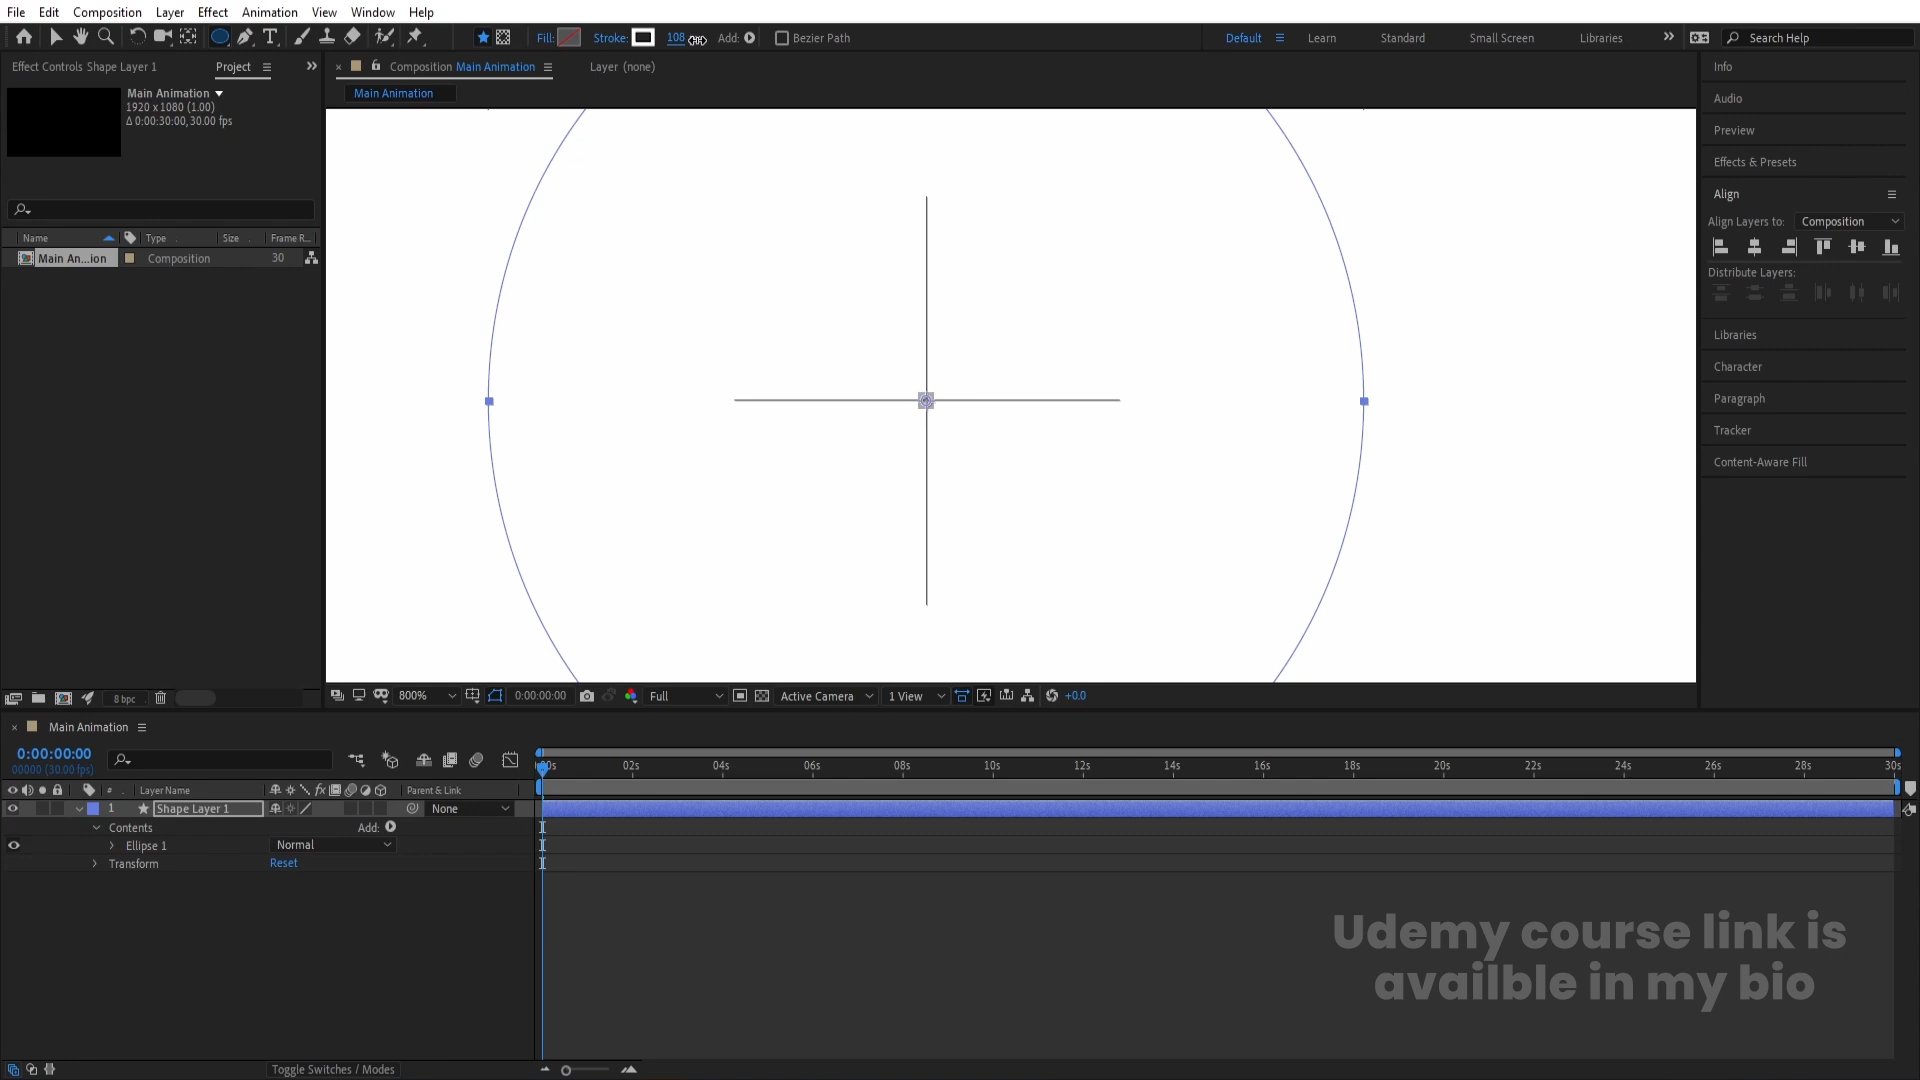 File Edit Composition Layer Effect Animation View Window Help
Fill: Stroke: 108 Add: Bezier Path Default Learn Standard Small Screen Libraries Search Help
Effect Controls Shape Layer 1 Project Composition Main Animation Layer (none) Info
Main Animation
1920 x 1080 (1.00)
Δ 0:00:30:00, 30.00 fps
Main Animation
Audio
Preview
Effects & Presets
Align
Align Layers to: Composition
Distribute Layers:
Libraries
Character
Paragraph
Tracker
Content-Aware Fill
Name Type Size Frame R...
Main An...ion Composition 30
8 bpc 800% 0:00:00:00 Full Active Camera 1 View +0.0
Main Animation
0:00:00:00
00000 (30.00 fps)
02s 04s 06s 08s 10s 12s 14s 16s 18s 20s 22s 24s 26s 28s 30s
# Layer Name Parent & Link
1 Shape Layer 1 None
Contents Add:
Ellipse 1 Normal
Transform Reset
Udemy course link is
availble in my bio
Toggle Switches / Modes